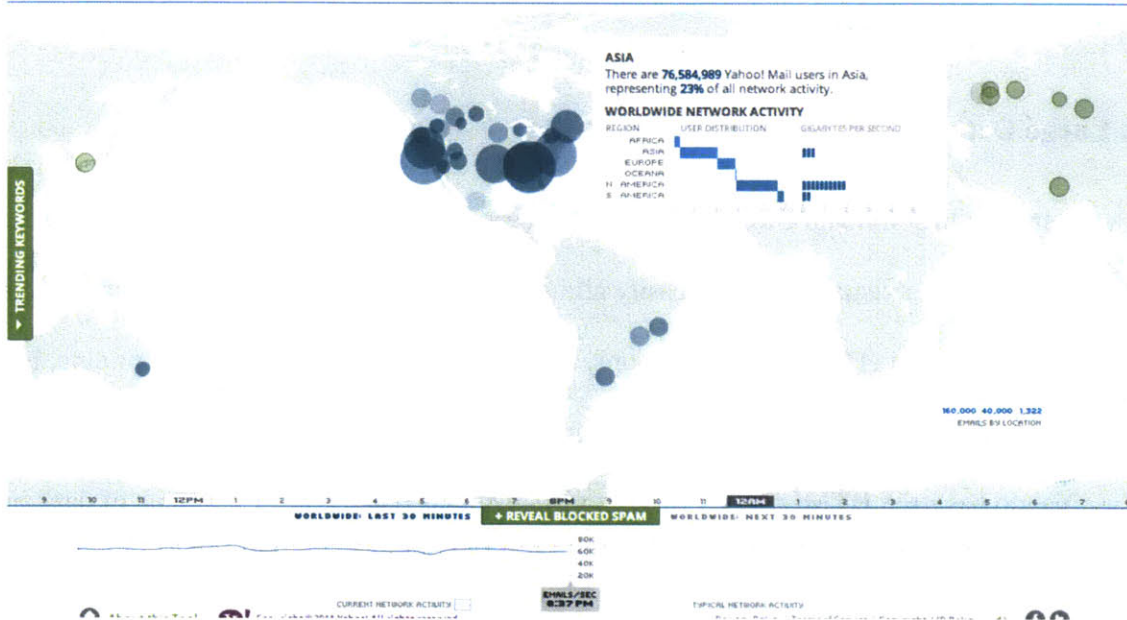 ASIA
There are 76,584,989 Yahoo! Mail users in Asia,
representing 23% of all network activity.
WORLDWIDE NETWORK ACTIVITY
REGION USER DISTRIBUTION GIGABYTES PER SECOND
AFRICA
ASIA
EUROPE
OCEANA
N AMERICA
S AMERICA
TRENDING KEYWORDS
160,000 40,000 1,322
EMAILS BY LOCATION
9 10 11 12PM 1 2 3 4 5 6 7 8PM 9 10 11 12AM 1 2 3 4 5 6 7
WORLDWIDE: LAST 30 MINUTES + REVEAL BLOCKED SPAM WORLDWIDE: NEXT 30 MINUTES
80K
60K
40K
20K
EMAILS/SEC
8:37 PM
CURRENT NETWORK ACTIVITY
TYPICAL NETWORK ACTIVITY